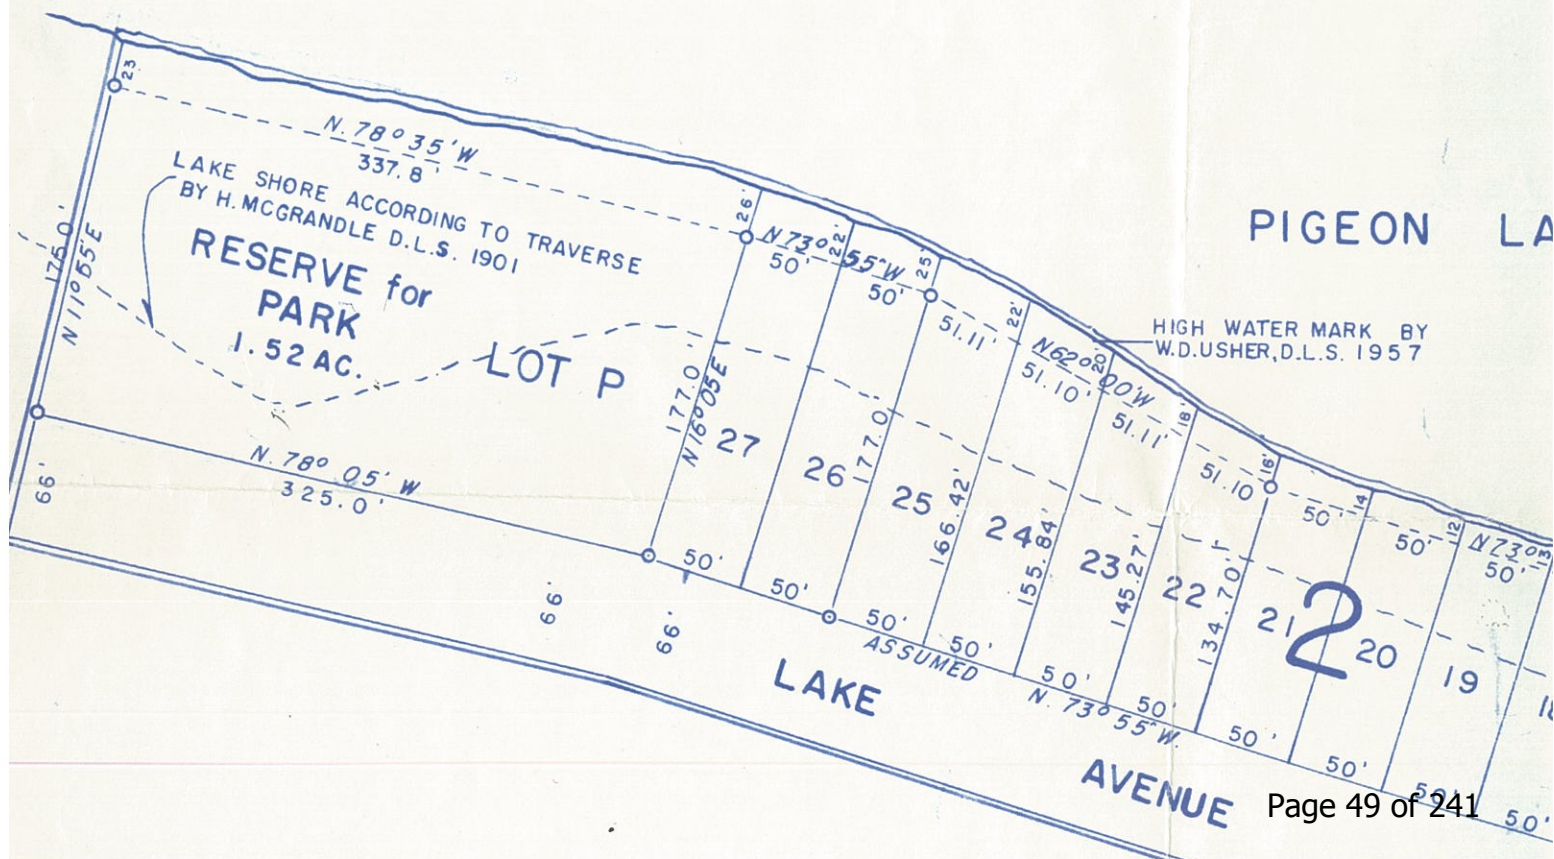 23'
N. 78° 35' W
337.8'
LAKE SHORE ACCORDING TO TRAVERSE
BY H. MCGRANDLE D.L.S. 1901
RESERVE for
PARK
1.52 AC.
LOT P
175.0'
N 11° 55' E
66'
N. 78° 05' W
325.0'
26'
N 73° 55' W
50'
22'
50'
25'
51.11'
22'
N 62° 00' W
51.10'
20'
51.11'
18'
51.10
16'
50'
14
50'
12
N 73°
50'
13
PIGEON LA
HIGH WATER MARK BY
W.D. USHER, D.L.S. 1957
177.0
N 16° 05' E
27
26
177.0'
25
166.42'
24
155.84'
23
145.27'
22
134.70'
21
2
20
19
50'
50'
50'
50'
50'
50'
50'
50'
50'
50'
ASSUMED
N. 73° 55' W.
66'
66'
LAKE
AVENUE
Page 49 of 241